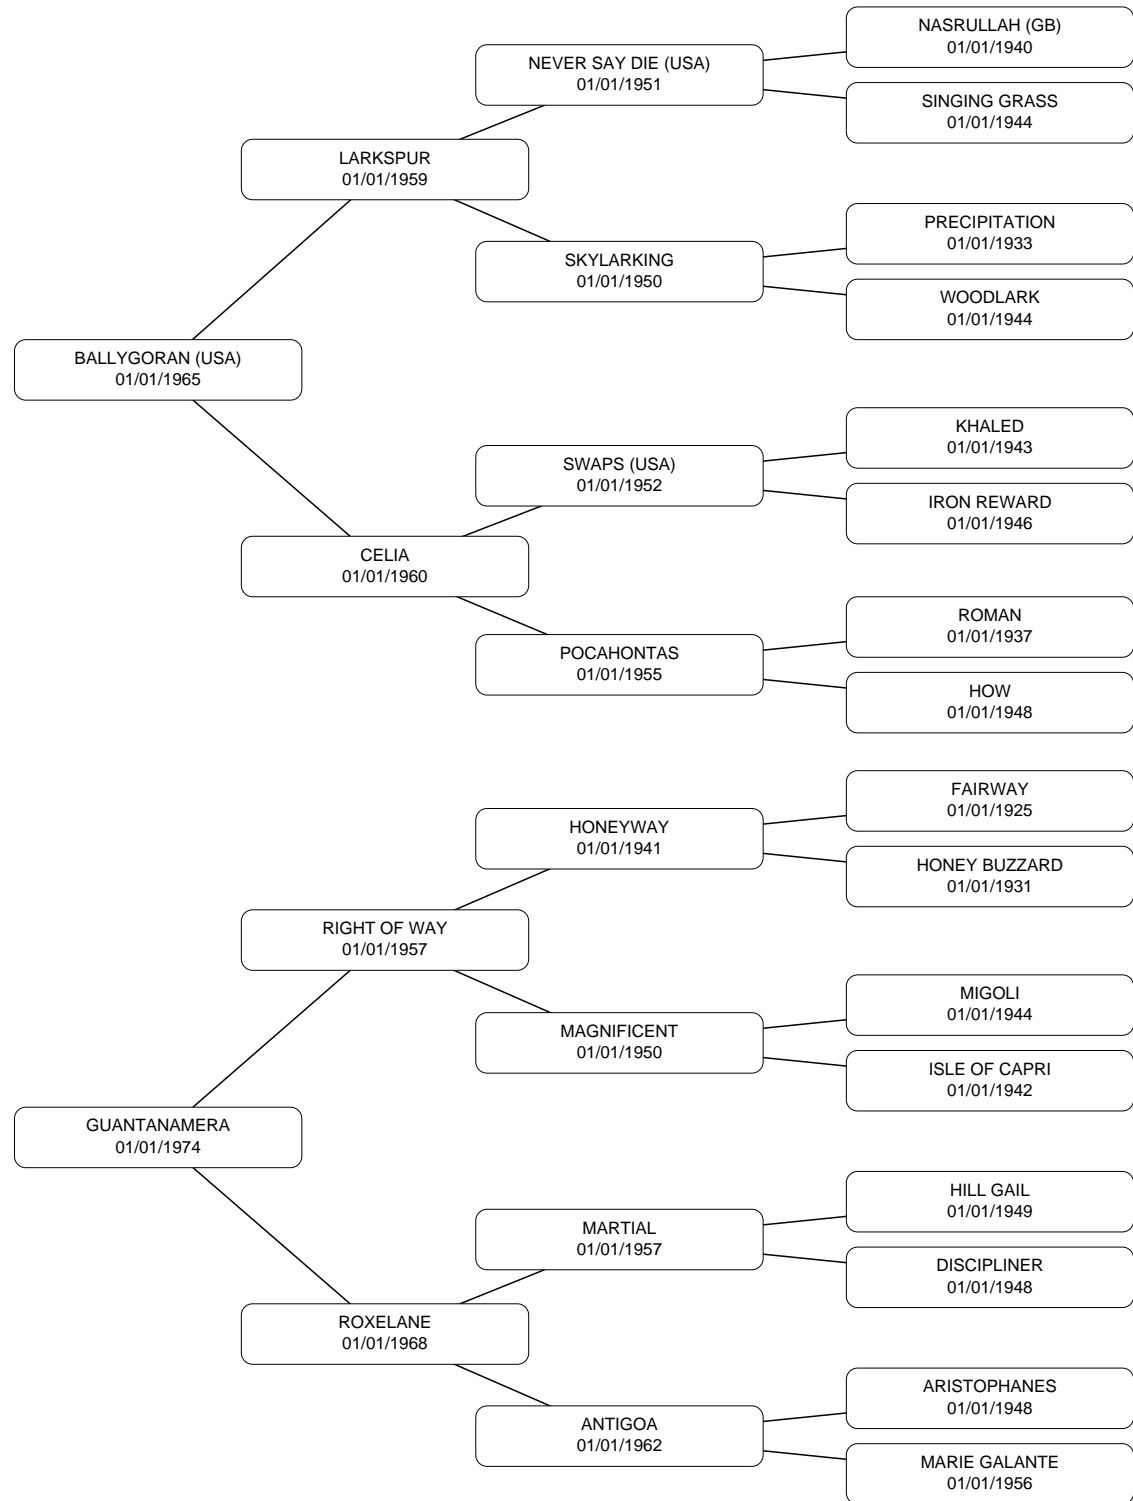 NASRULLAH (GB)
01/01/1940
NEVER SAY DIE (USA)
01/01/1951
SINGING GRASS
01/01/1944
LARKSPUR
01/01/1959
PRECIPITATION
01/01/1933
SKYLARKING
01/01/1950
WOODLARK
01/01/1944
BALLYGORAN (USA)
01/01/1965
KHALED
01/01/1943
SWAPS (USA)
01/01/1952
IRON REWARD
01/01/1946
CELIA
01/01/1960
ROMAN
01/01/1937
POCAHONTAS
01/01/1955
HOW
01/01/1948
FAIRWAY
01/01/1925
HONEYWAY
01/01/1941
HONEY BUZZARD
01/01/1931
RIGHT OF WAY
01/01/1957
MIGOLI
01/01/1944
MAGNIFICENT
01/01/1950
ISLE OF CAPRI
01/01/1942
GUANTANAMERA
01/01/1974
HILL GAIL
01/01/1949
MARTIAL
01/01/1957
DISCIPLINER
01/01/1948
ROXELANE
01/01/1968
ARISTOPHANES
01/01/1948
ANTIGOA
01/01/1962
MARIE GALANTE
01/01/1956